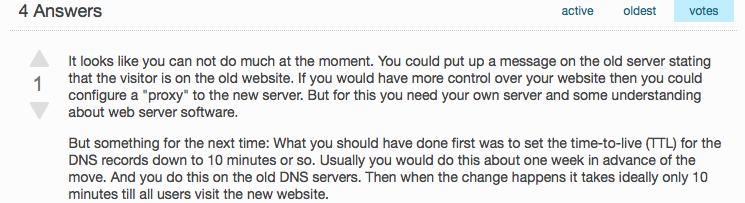 4 Answers
active oldest votes
1
It looks like you can not do much at the moment. You could put up a message on the old server stating
that the visitor is on the old website. If you would have more control over your website then you could
configure a "proxy" to the new server. But for this you need your own server and some understanding
about web server software.
But something for the next time: What you should have done first was to set the time-to-live (TTL) for the
DNS records down to 10 minutes or so. Usually you would do this about one week in advance of the
move. And you do this on the old DNS servers. Then when the change happens it takes ideally only 10
minutes till all users visit the new website.